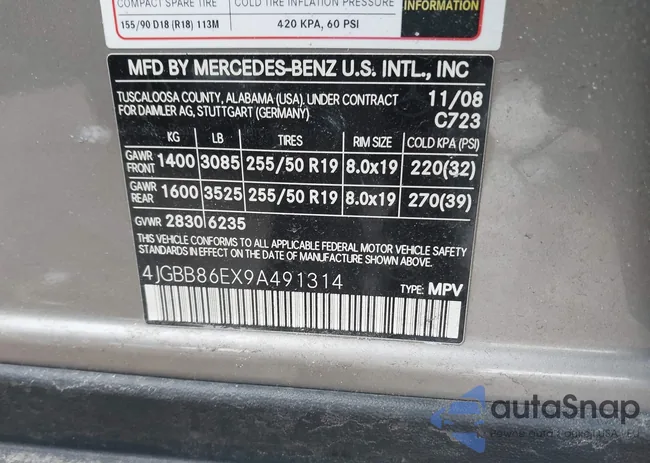 COMPACT SPARE TIRE COLD TIRE INFLATION PRESSURE
155/90 D18 (R18) 113M 420 KPA, 60 PSI INFORMATION
MFD BY MERCEDES-BENZ U.S. INTL., INC
TUSCALOOSA COUNTY, ALABAMA (USA). UNDER CONTRACT 11/08
FOR DAIMLER AG, STUTTGART (GERMANY) C723
KG LB TIRES RIM SIZE COLD KPA (PSI)
GAWR FRONT 1400 3085 255/50 R19 8.0x19 220(32)
GAWR REAR 1600 3525 255/50 R19 8.0x19 270(39)
GVWR 2830 6235
THIS VEHICLE CONFORMS TO ALL APPLICABLE FEDERAL MOTOR VEHICLE SAFETY
STANDARDS IN EFFECT ON THE DATE OF MANUFACTURE SHOWN ABOVE.
4JGBB86EX9A491314 TYPE: MPV
autaSnap